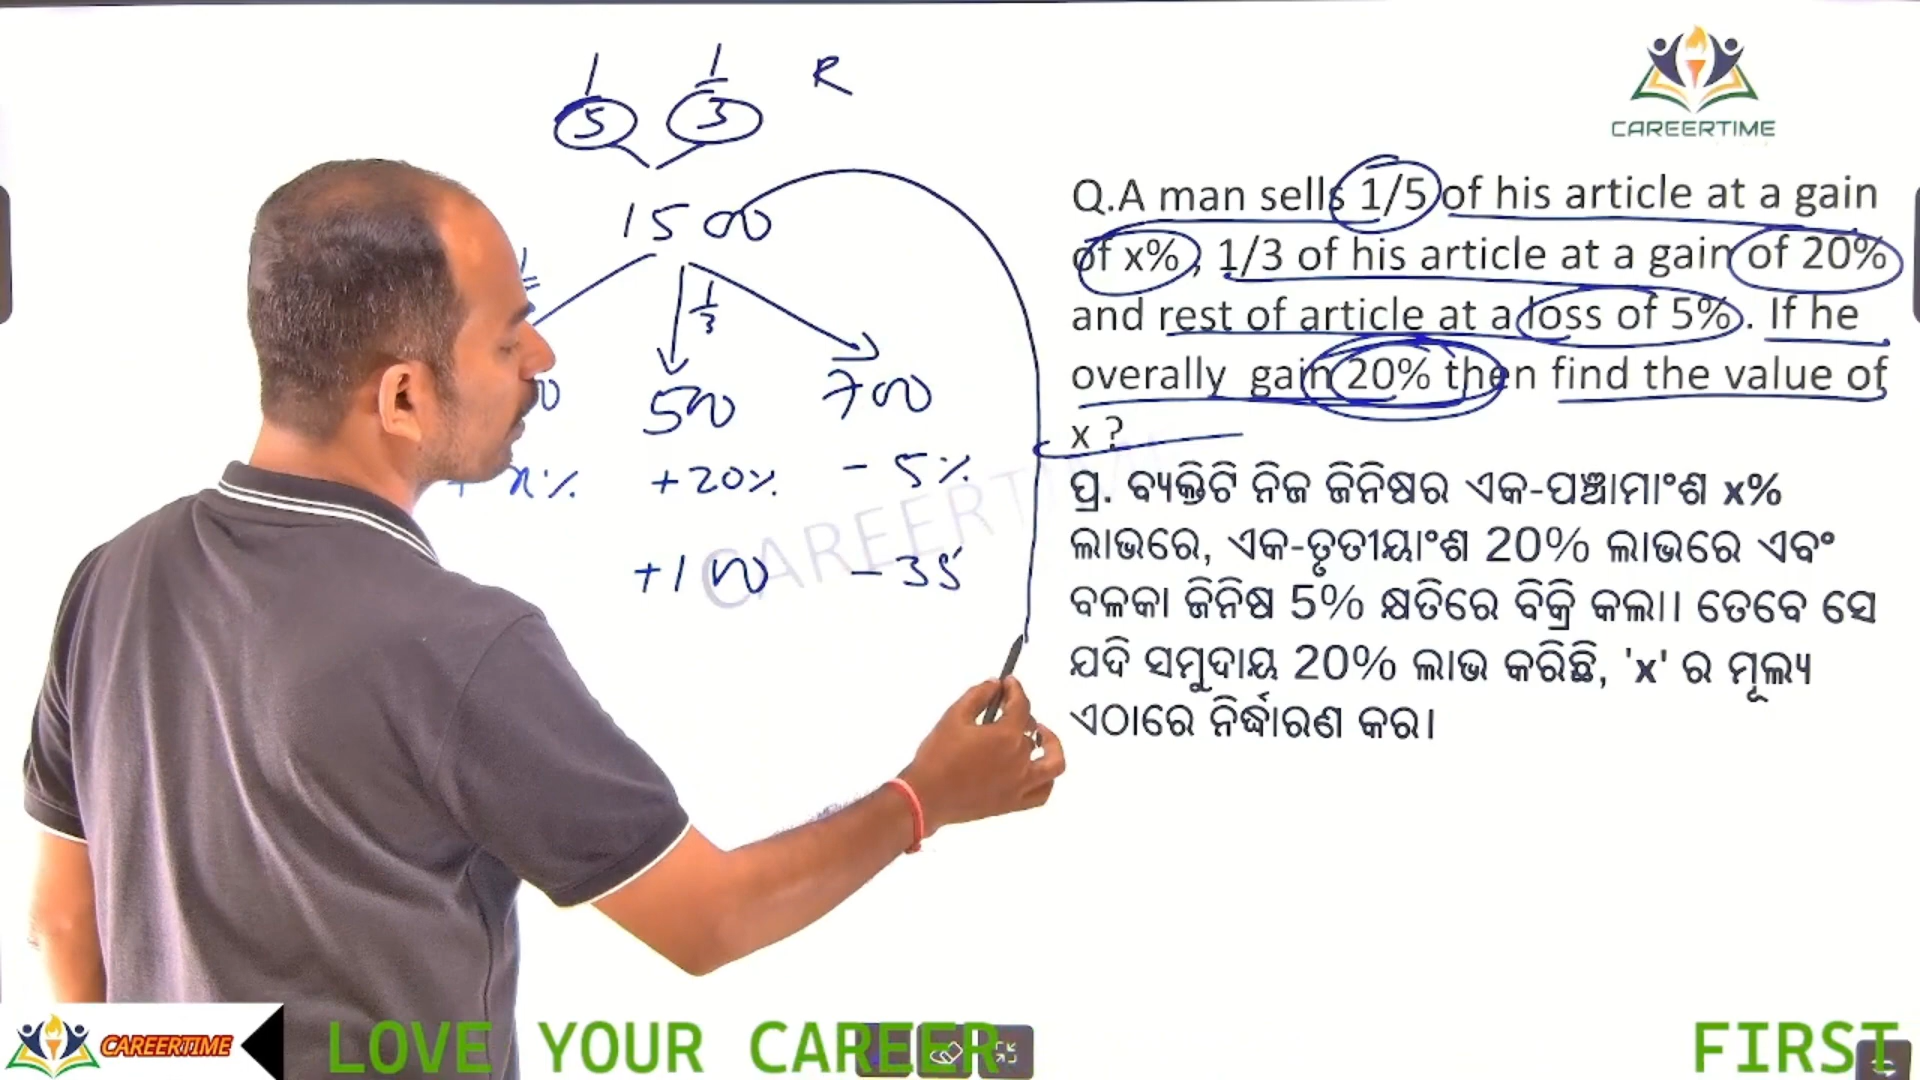 1 1 R
5 3
CAREERTIME
1500
1
3
500 700
x% +20% - 5%
+100 - 35
Q.A man sells 1/5 of his article at a gain
of x% , 1/3 of his article at a gain of 20%
and rest of article at a loss of 5% . If he
overally gain 20% then find the value of
x ?
ପ୍ର. ବ୍ୟକ୍ତିଟି ନିଜ ଜିନିଷର ଏକ-ପଞ୍ଚାମାଂଶ x%
ଲାଭରେ, ଏକ-ତୃତୀୟାଂଶ 20% ଲାଭରେ ଏବଂ
ବଳକା ଜିନିଷ 5% କ୍ଷତିରେ ବିକ୍ରି କଲା। ତେବେ ସେ
ଯଦି ସମୁଦାୟ 20% ଲାଭ କରିଛି, 'x' ର ମୂଲ୍ୟ
ଏଠାରେ ନିର୍ଦ୍ଧାରଣ କର।
CAREERTIME
LOVE YOUR CAREER FIRST